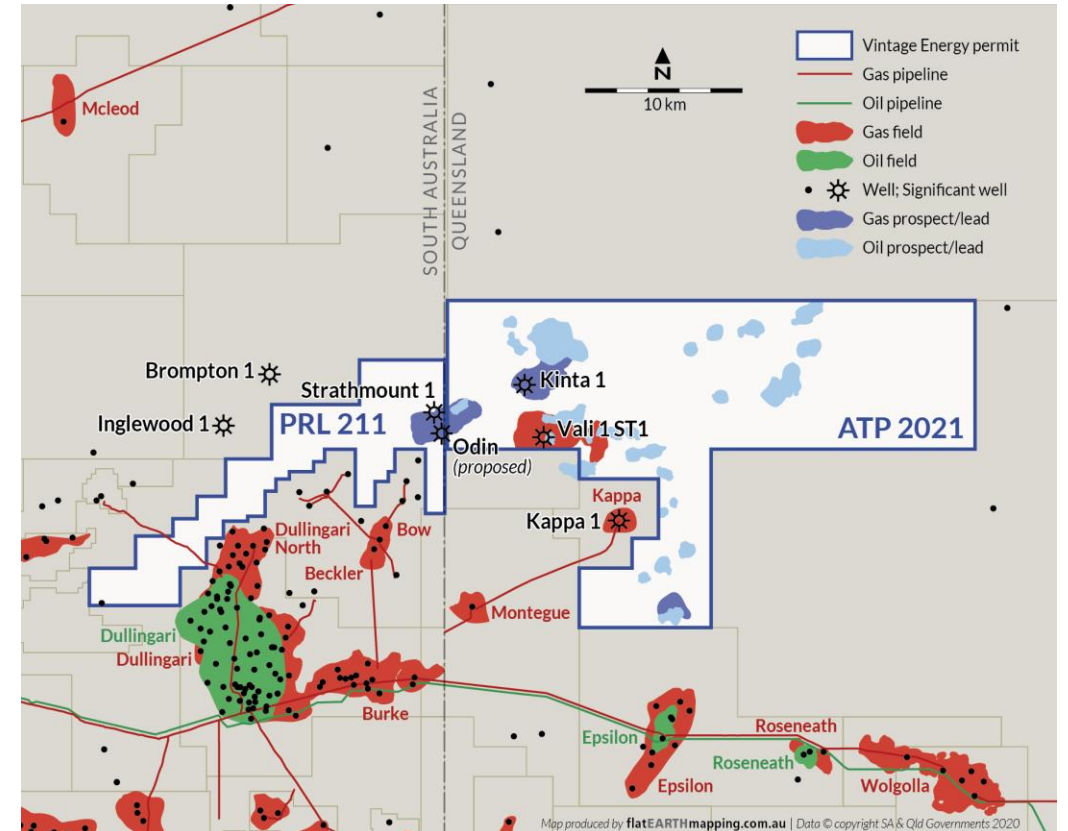 Vintage Energy permit
Gas pipeline
Oil pipeline
Gas field
Oil field
Well; Significant well
Gas prospect/lead
Oil prospect/lead
N
10 km
SOUTH AUSTRALIA
QUEENSLAND
Mcleod
Brompton 1
Strathmount 1
Inglewood 1
PRL 211
Kinta 1
Vali 1 ST1
ATP 2021
Odin
(proposed)
Kappa
Kappa 1
Dullingari
North
Bow
Beckler
Montegue
Dullingari
Dullingari
Burke
Epsilon
Epsilon
Roseneath
Roseneath
Wolgolla
Map produced by flatEARTHmapping.com.au | Data © copyright SA & Qld Governments 2020